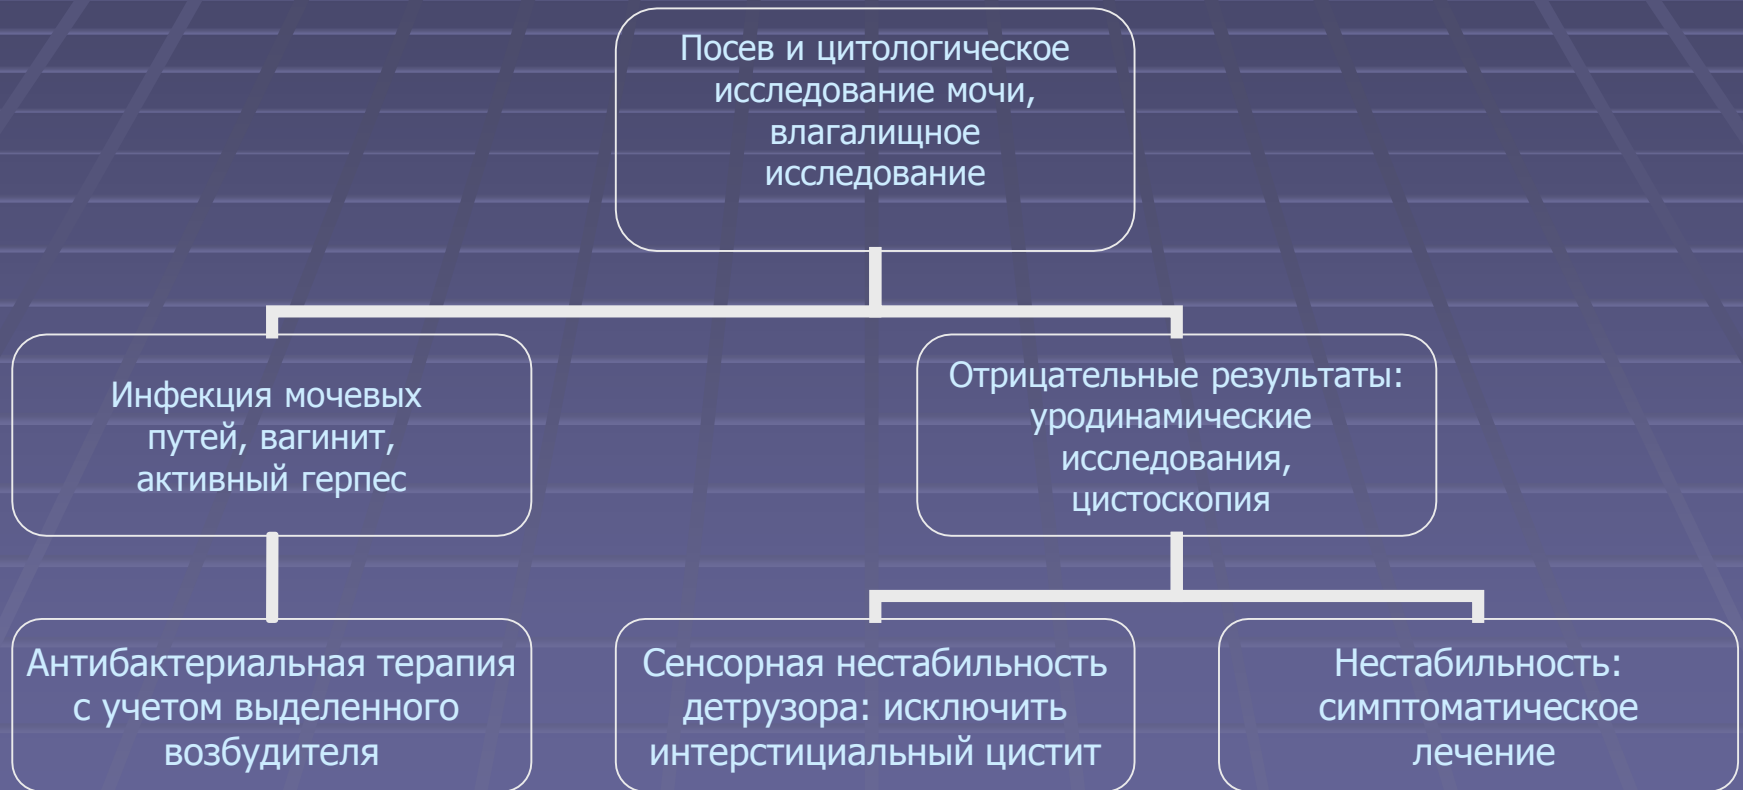 Посев и цитологическое
исследование мочи,
влагалищное
исследование
Инфекция мочевых
путей, вагинит,
активный герпес
Отрицательные результаты:
уродинамические
исследования,
цистоскопия
Антибактериальная терапия
с учетом выделенного
возбудителя
Сенсорная нестабильность
детрузора: исключить
интерстициальный цистит
Нестабильность:
симптоматическое
лечение